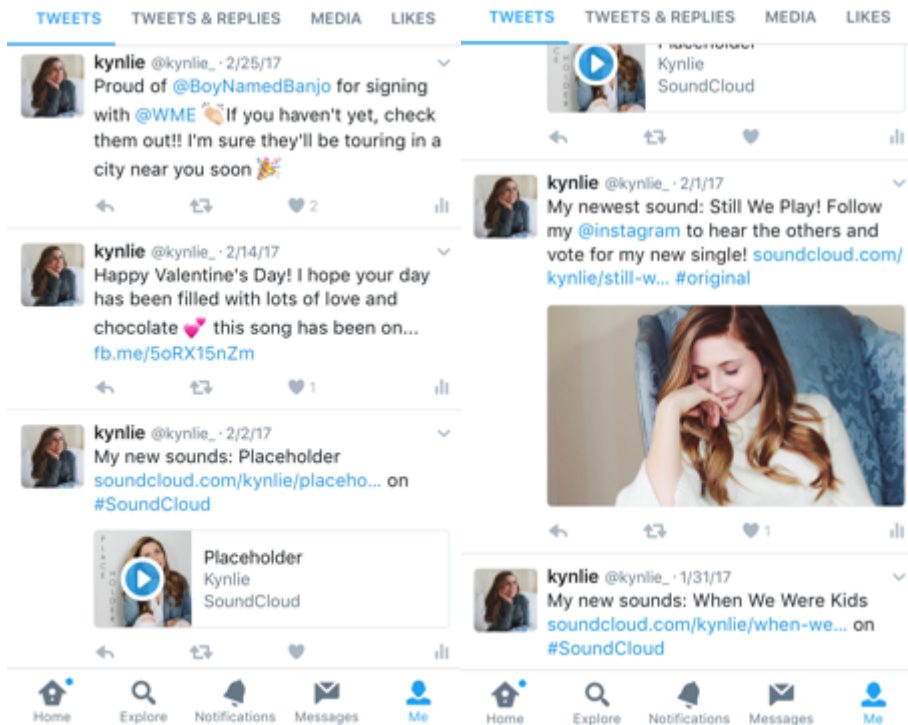 TWEETS TWEETS & REPLIES MEDIA LIKES
kynlie @kynlie_ · 2/25/17
Proud of @BoyNamedBanjo for signing
with @WME 👏🏻If you haven't yet, check
them out!! I'm sure they'll be touring in a
city near you soon 🎉
2
kynlie @kynlie_ · 2/14/17
Happy Valentine's Day! I hope your day
has been filled with lots of love and
chocolate 💕 this song has been on...
fb.me/5oRX15nZm
1
kynlie @kynlie_ · 2/2/17
My new sounds: Placeholder
soundcloud.com/kynlie/placeho... on
#SoundCloud
PLACE
HOLDER
Placeholder
Kynlie
SoundCloud
Home Explore Notifications Messages Me
TWEETS TWEETS & REPLIES MEDIA LIKES
HOLDER
Placeholder
Kynlie
SoundCloud
kynlie @kynlie_ · 2/1/17
My newest sound: Still We Play! Follow
my @instagram to hear the others and
vote for my new single! soundcloud.com/
kynlie/still-w... #original
1
kynlie @kynlie_ · 1/31/17
My new sounds: When We Were Kids
soundcloud.com/kynlie/when-we... on
#SoundCloud
Home Explore Notifications Messages Me